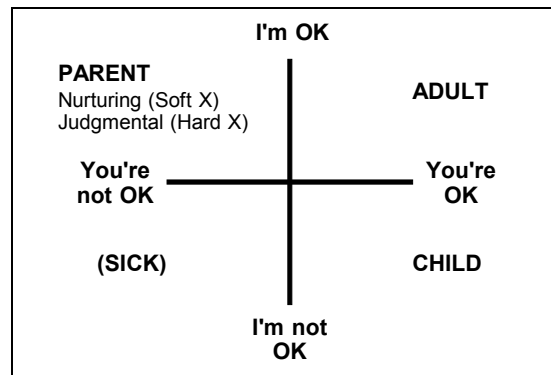 I'm OK
PARENT
Nurturing (Soft X)
Judgmental (Hard X)
ADULT
You're
not OK
You're
OK
(SICK)
CHILD
I'm not
OK